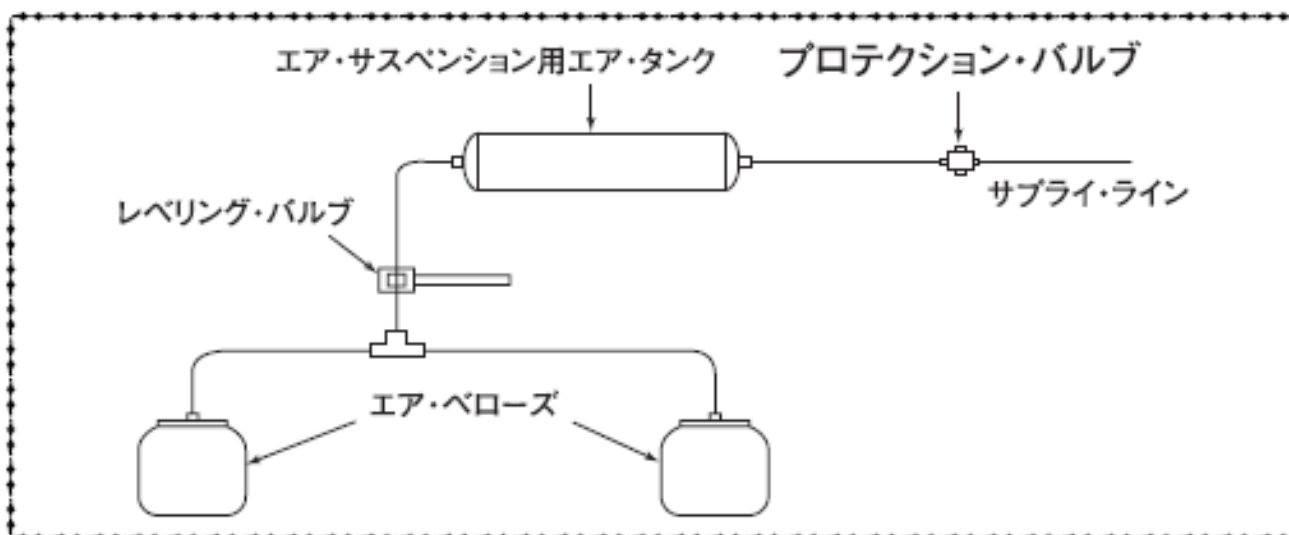 エア・サスペンション用エア・タンク
プロテクション・バルブ
サプライ・ライン
レベリング・バルブ
エア・ベローズ